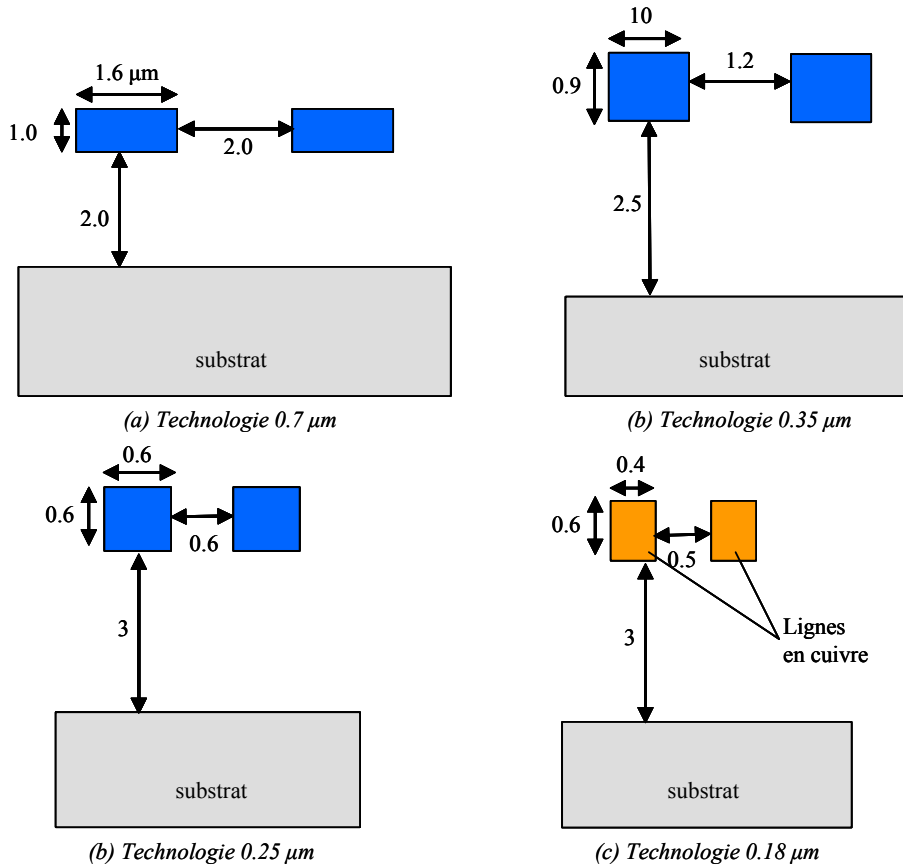 1.6 µm
1.0
2.0
2.0
substrat
(a) Technologie 0.7 µm
10
0.9
1.2
2.5
substrat
(b) Technologie 0.35 µm
0.6
0.6
0.6
3
substrat
(b) Technologie 0.25 µm
0.4
0.6
0.5
3
Lignes
en cuivre
substrat
(c) Technologie 0.18 µm